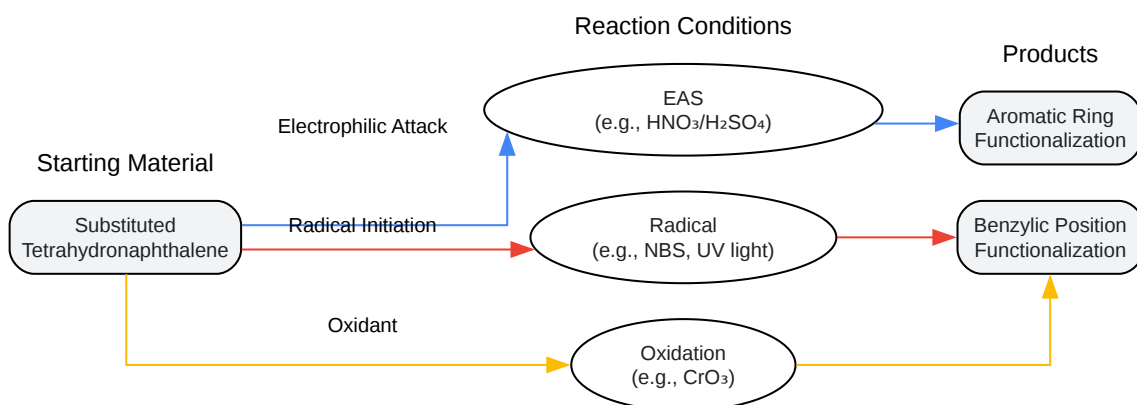 Reaction Conditions
Products
EAS
(e.g., HNO₃/H₂SO₄)
Aromatic Ring
Functionalization
Electrophilic Attack
Starting Material
Substituted
Tetrahydronaphthalene
Radical Initiation
Radical
(e.g., NBS, UV light)
Benzylic Position
Functionalization
Oxidant
Oxidation
(e.g., CrO₃)